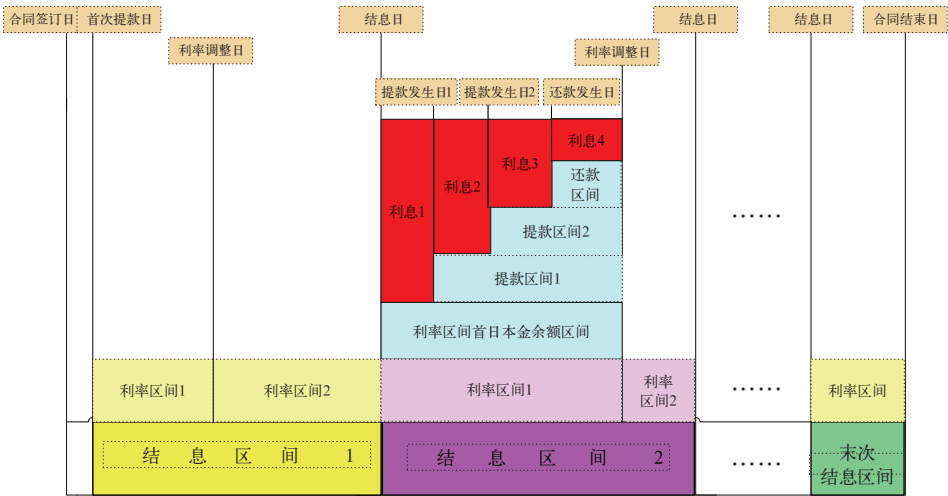 合同签订日 首次提款日 结息日 结息日 结息日 合同结束日
利率调整日 利率调整日
提款发生日1 提款发生日2 还款发生日
利息1 利息2 利息3 利息4
还款
区间
提款区间2
提款区间1
……
利率区间首日本金余额区间
利率区间1 利率区间2 利率区间1 利率
区间2 …… 利率区间
结 息 区 间 1 结 息 区 间 2 …… 末次
结息区间